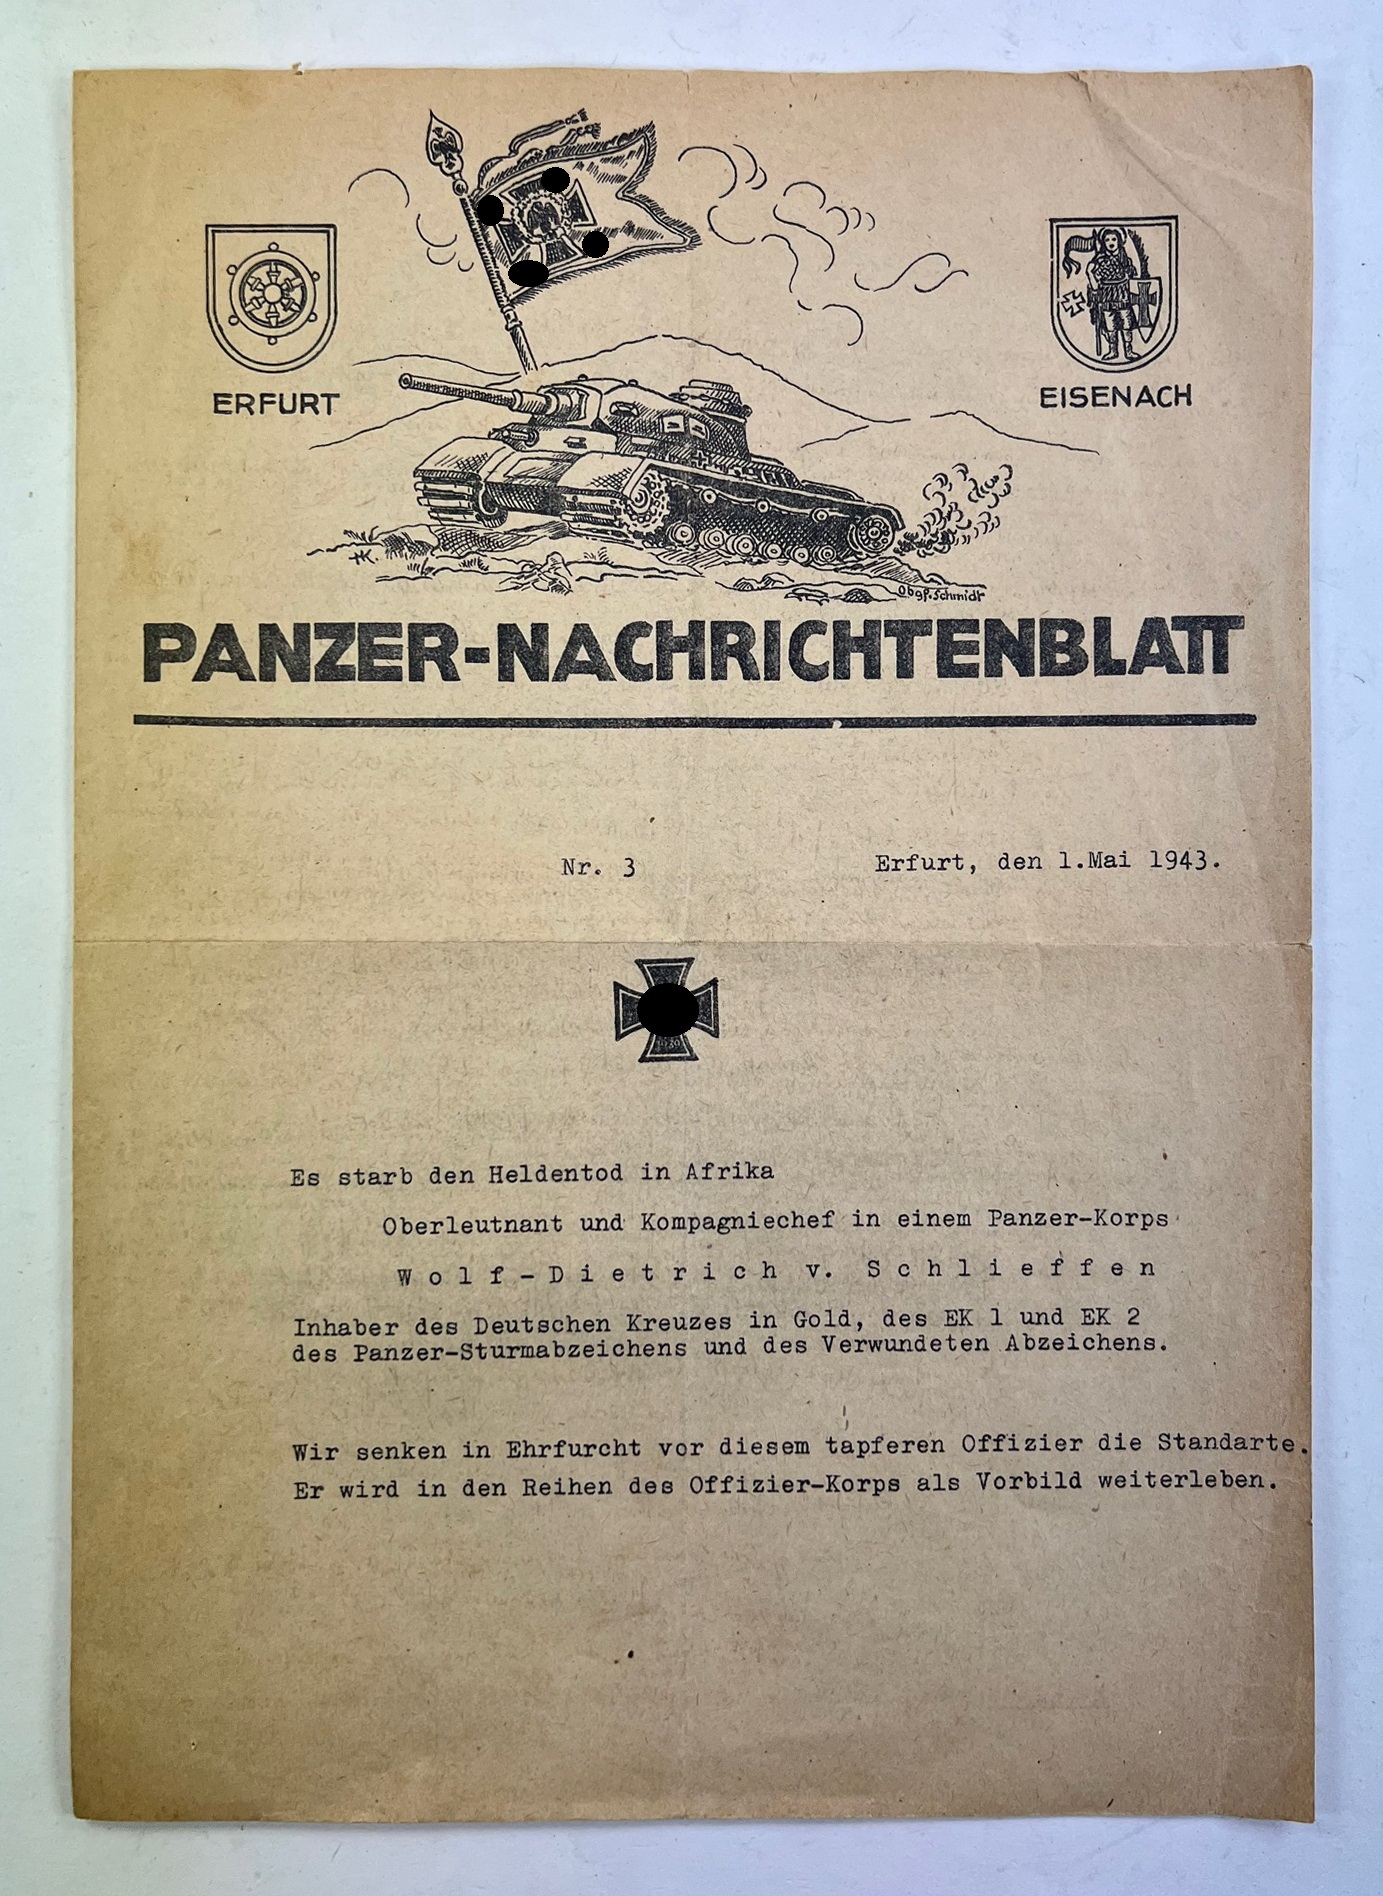 ERFURT
EISENACH
HK.
Obgf. Schmidt
PANZER-NACHRICHTENBLATT
Nr. 3 Erfurt, den 1.Mai 1943.
1939
Es starb den Heldentod in Afrika
Oberleutnant und Kompagniechef in einem Panzer-Korps
W o l f - D i e t r i c h v. S c h l i e f f e n
Inhaber des Deutschen Kreuzes in Gold, des EK 1 und EK 2
des Panzer-Sturmabzeichens und des Verwundeten Abzeichens.
Wir senken in Ehrfurcht vor diesem tapferen Offizier die Standarte.
Er wird in den Reihen des Offizier-Korps als Vorbild weiterleben.